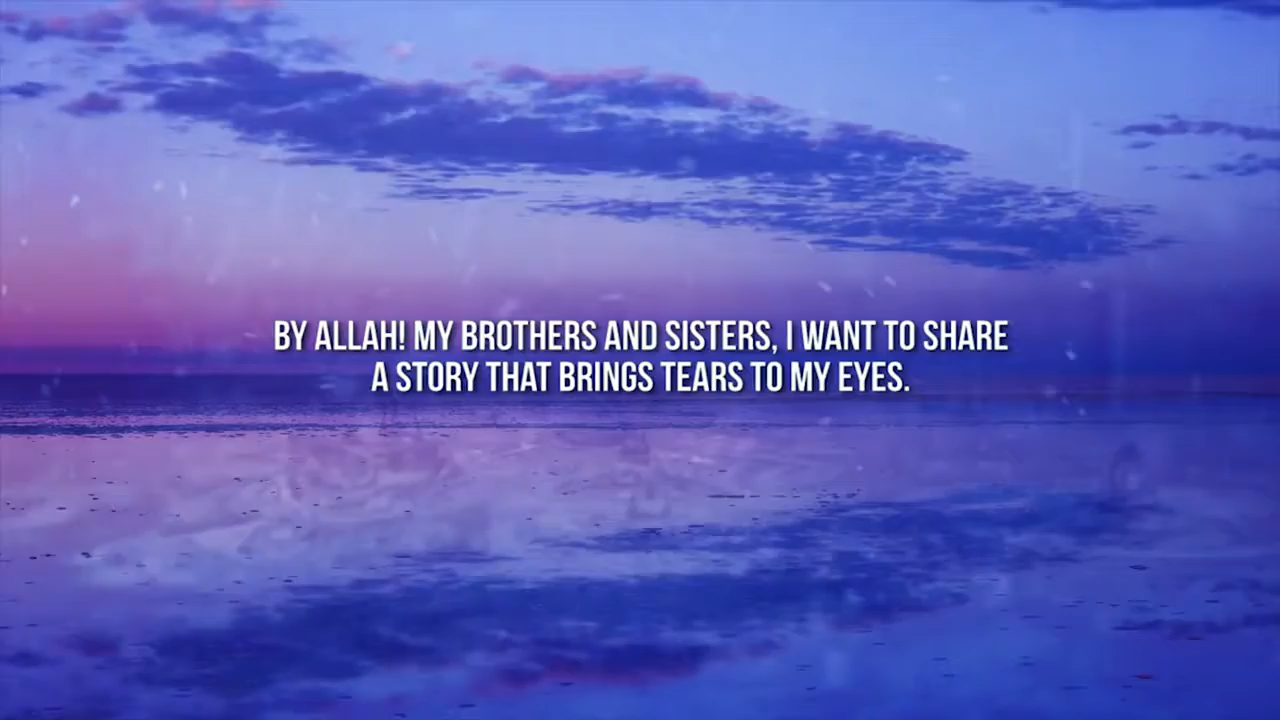 BY ALLAH! MY BROTHERS AND SISTERS, I WANT TO SHARE
A STORY THAT BRINGS TEARS TO MY EYES.